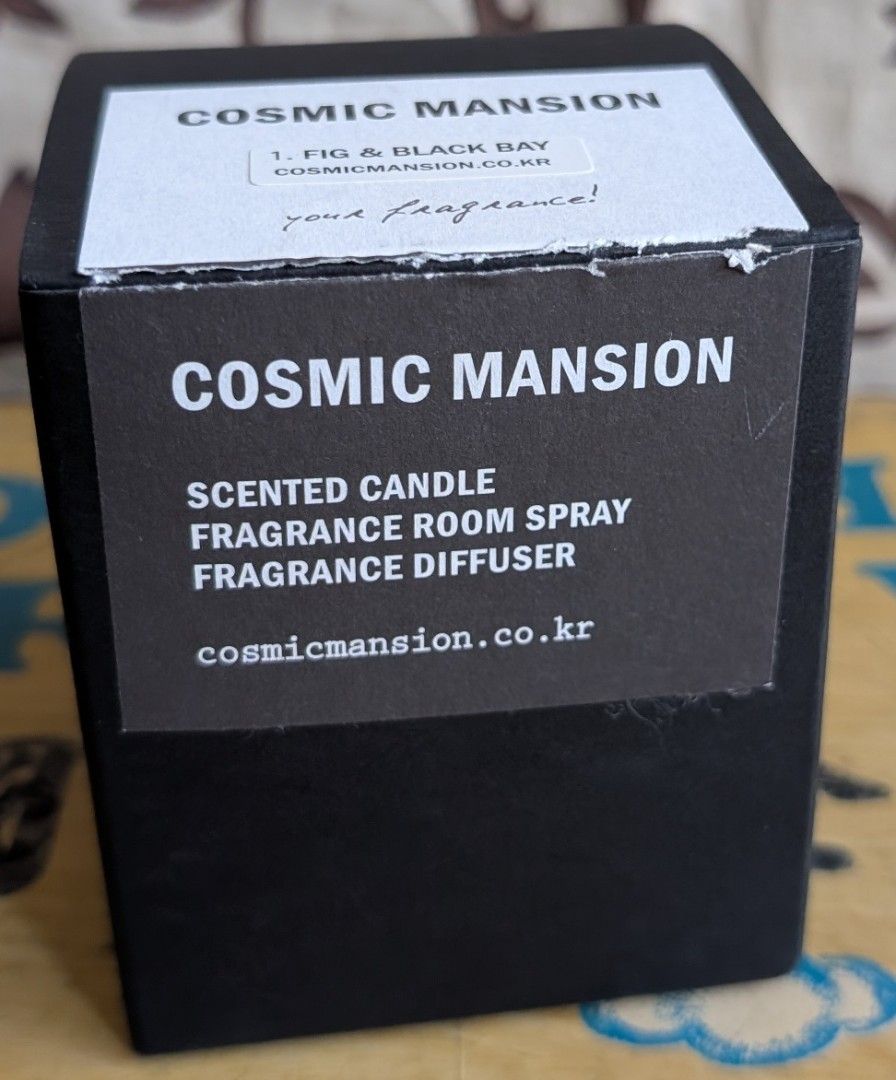 COSMIC MANSION
1. FIG & BLACK BAY
COSMICMANSION.CO.KR
your fragrance!
COSMIC MANSION
SCENTED CANDLE
FRAGRANCE ROOM SPRAY
FRAGRANCE DIFFUSER
cosmicmansion.co.kr